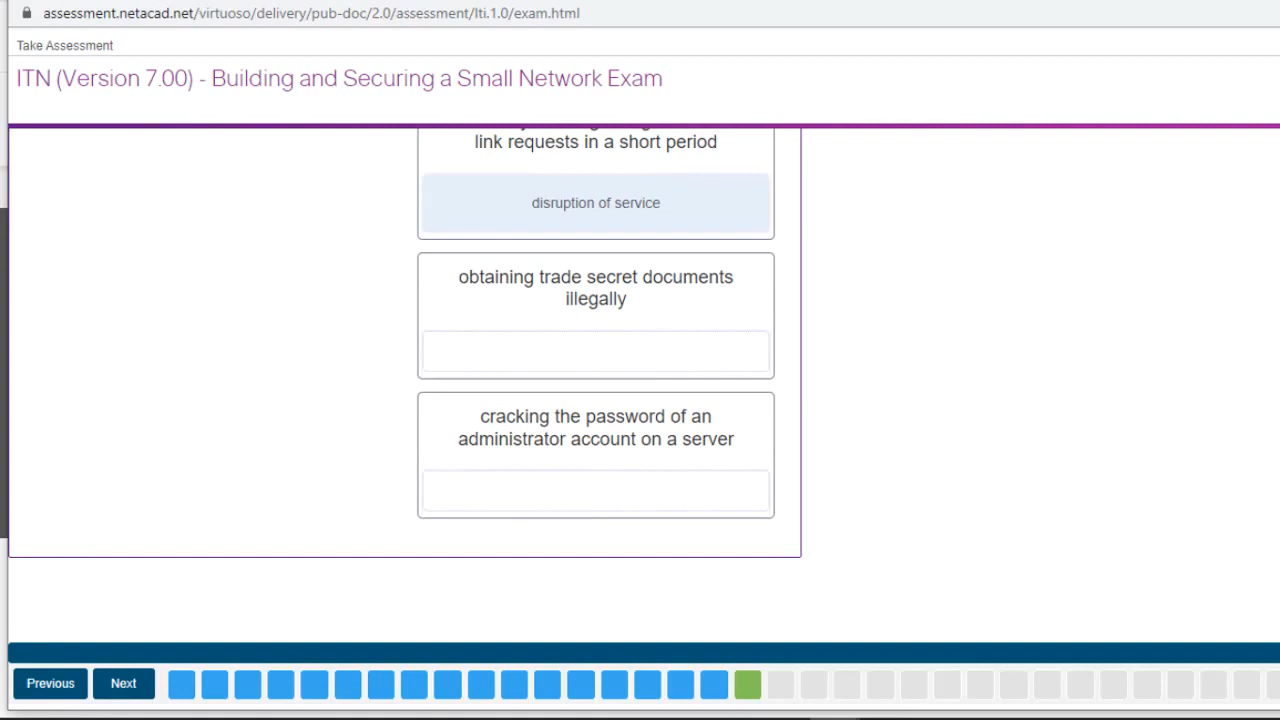 assessment.netacad.net/virtuoso/delivery/pub-doc/2.0/assessment/lti.1.0/exam.html
Take Assessment
ITN (Version 7.00) - Building and Securing a Small Network Exam
link requests in a short period
disruption of service
obtaining trade secret documents
illegally
cracking the password of an
administrator account on a server
Previous
Next